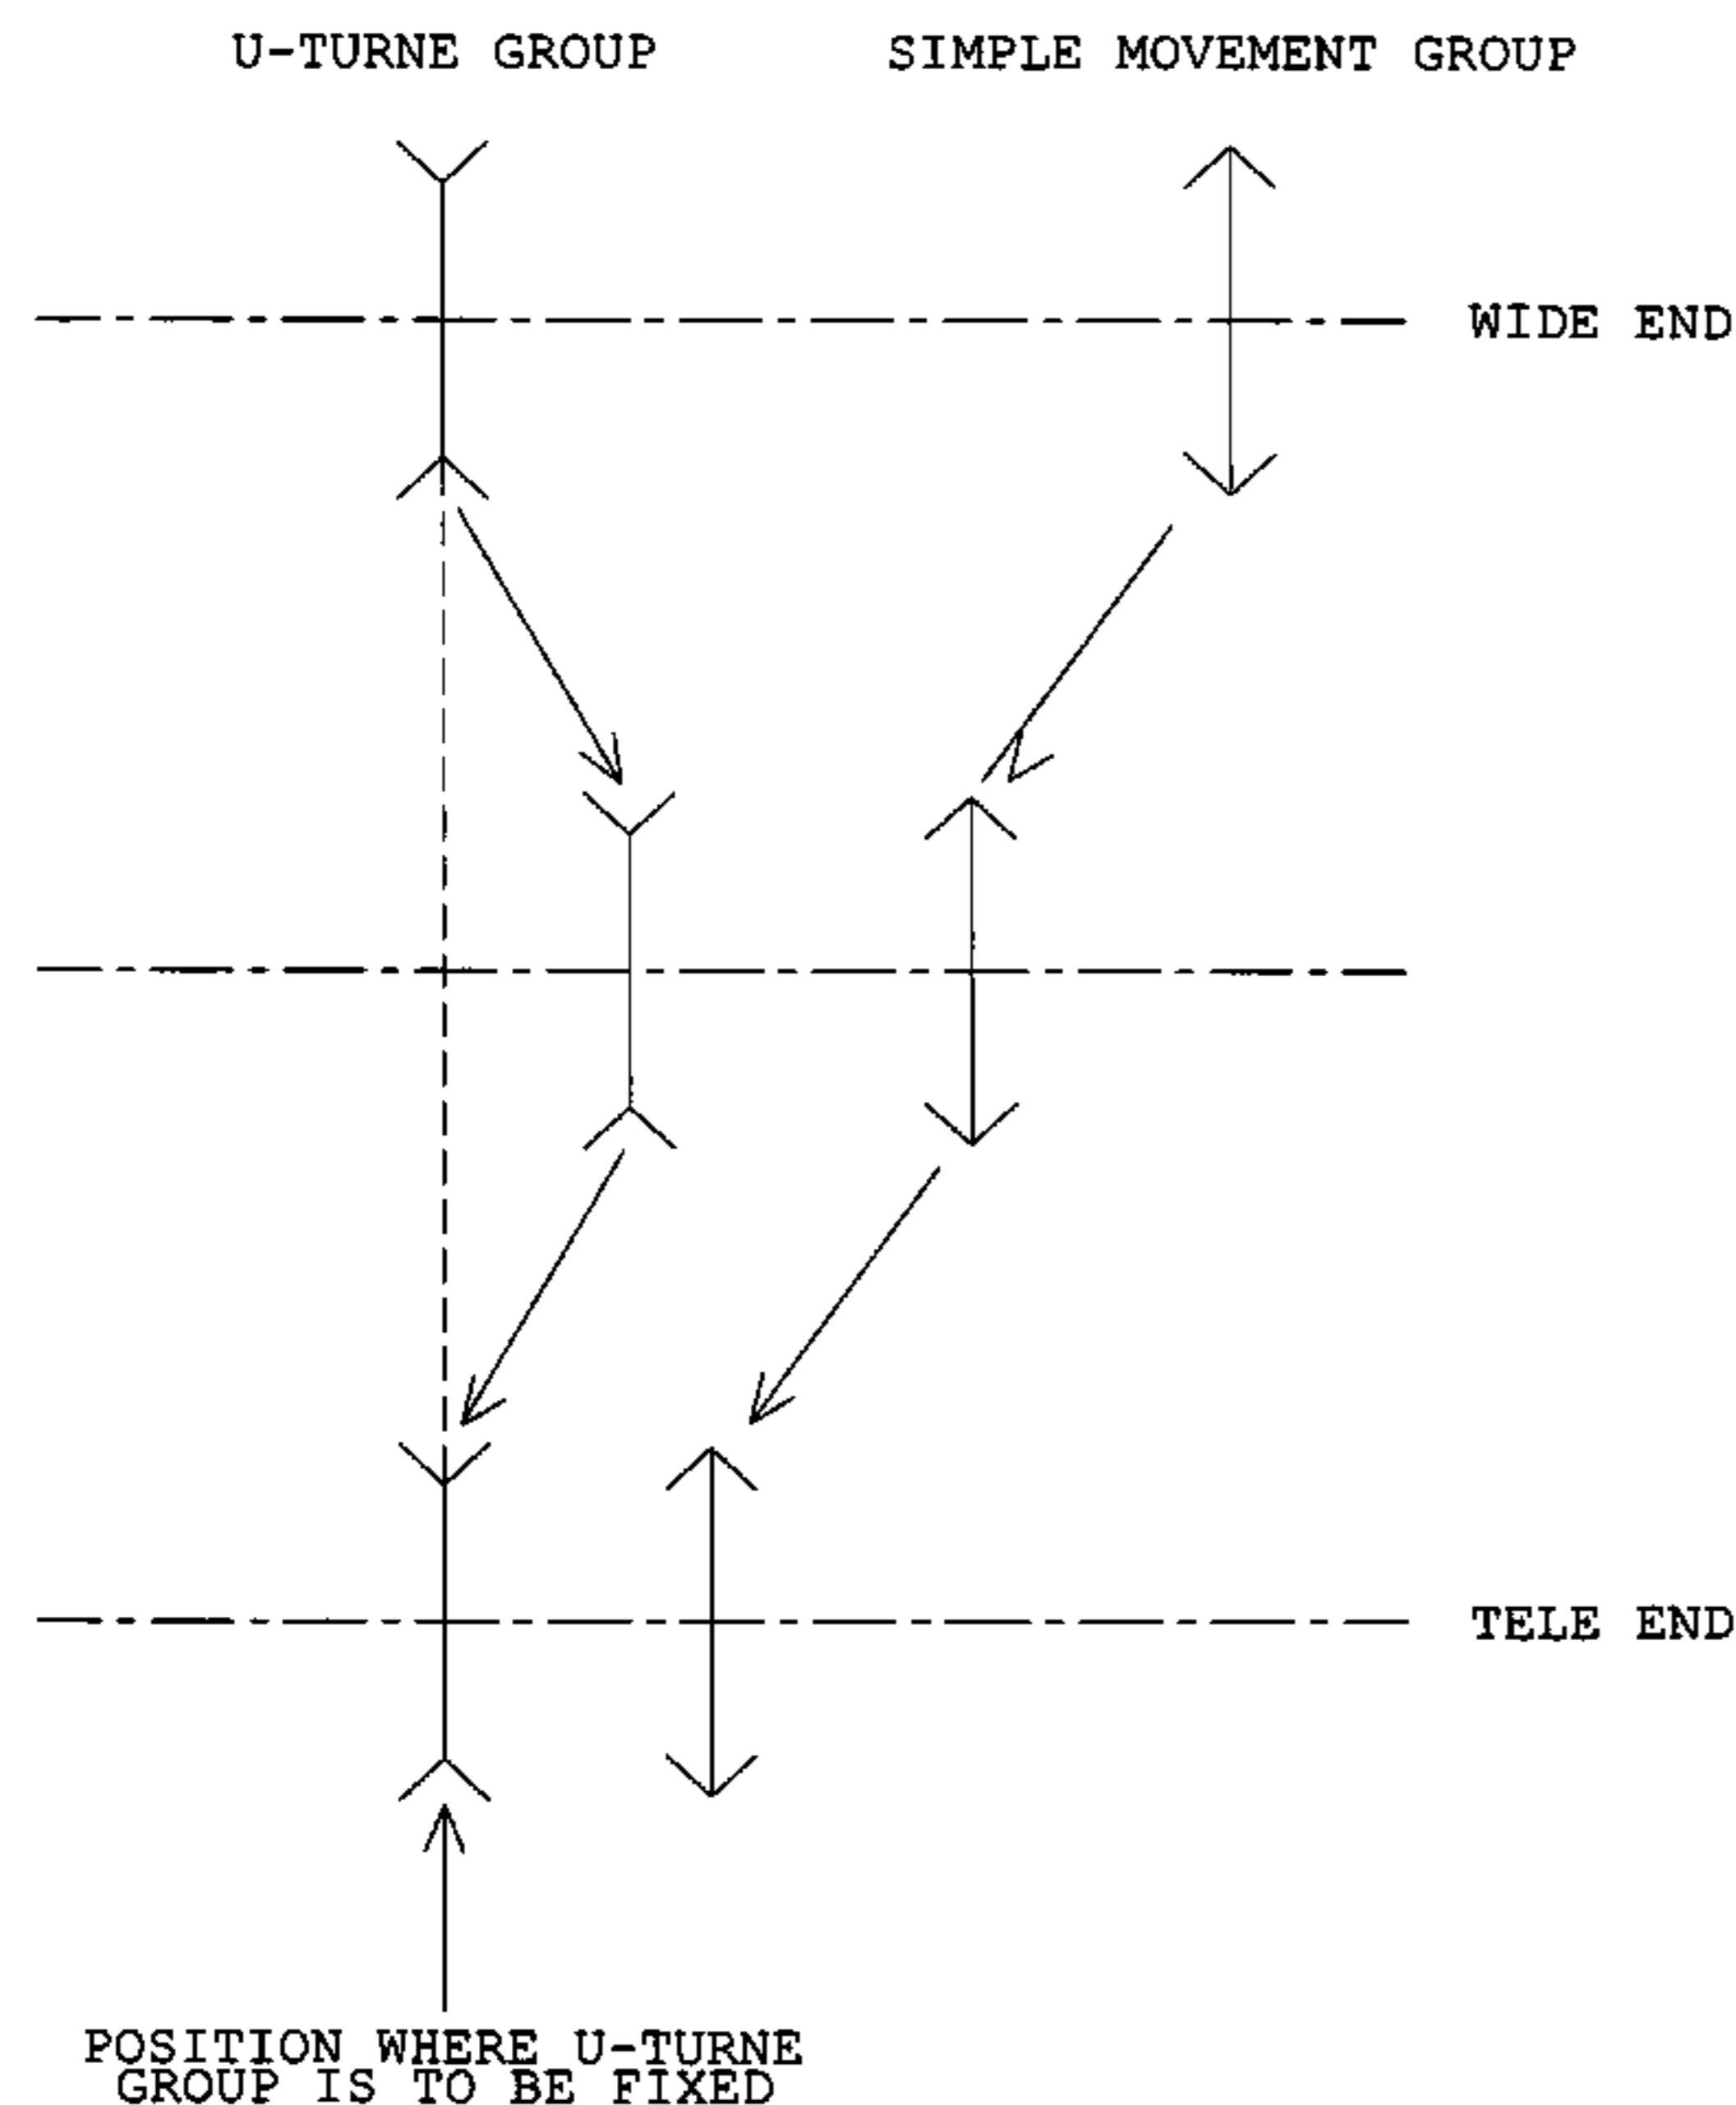 U-TURNE GROUP
SIMPLE MOVEMENT GROUP
WIDE END
TELE END
POSITION WHERE U-TURNE
GROUP IS TO BE FIXED